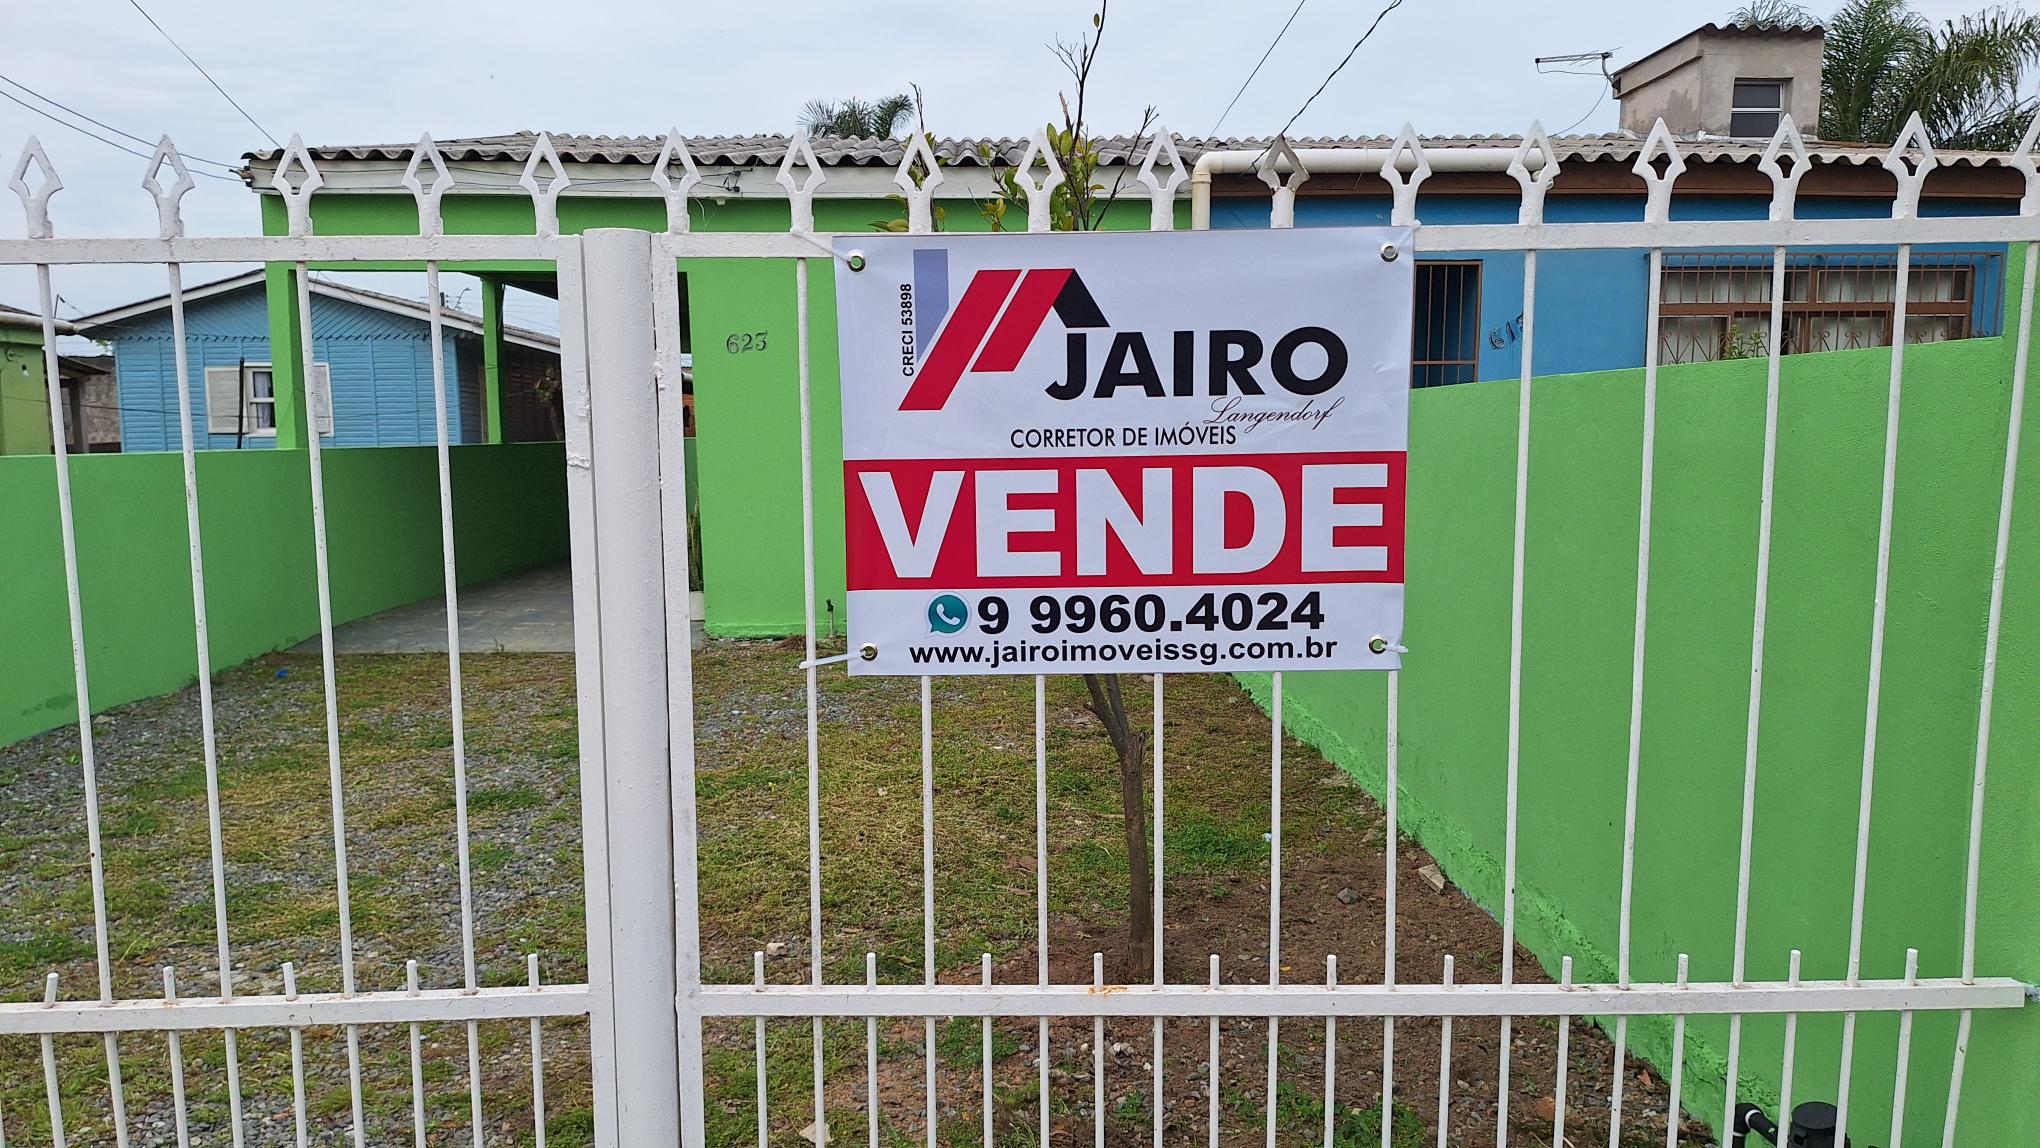 CRECI 53898
JAIRO
Langendorf
CORRETOR DE IMÓVEIS
VENDE
9 9960.4024
www.jairoimoveissg.com.br
623